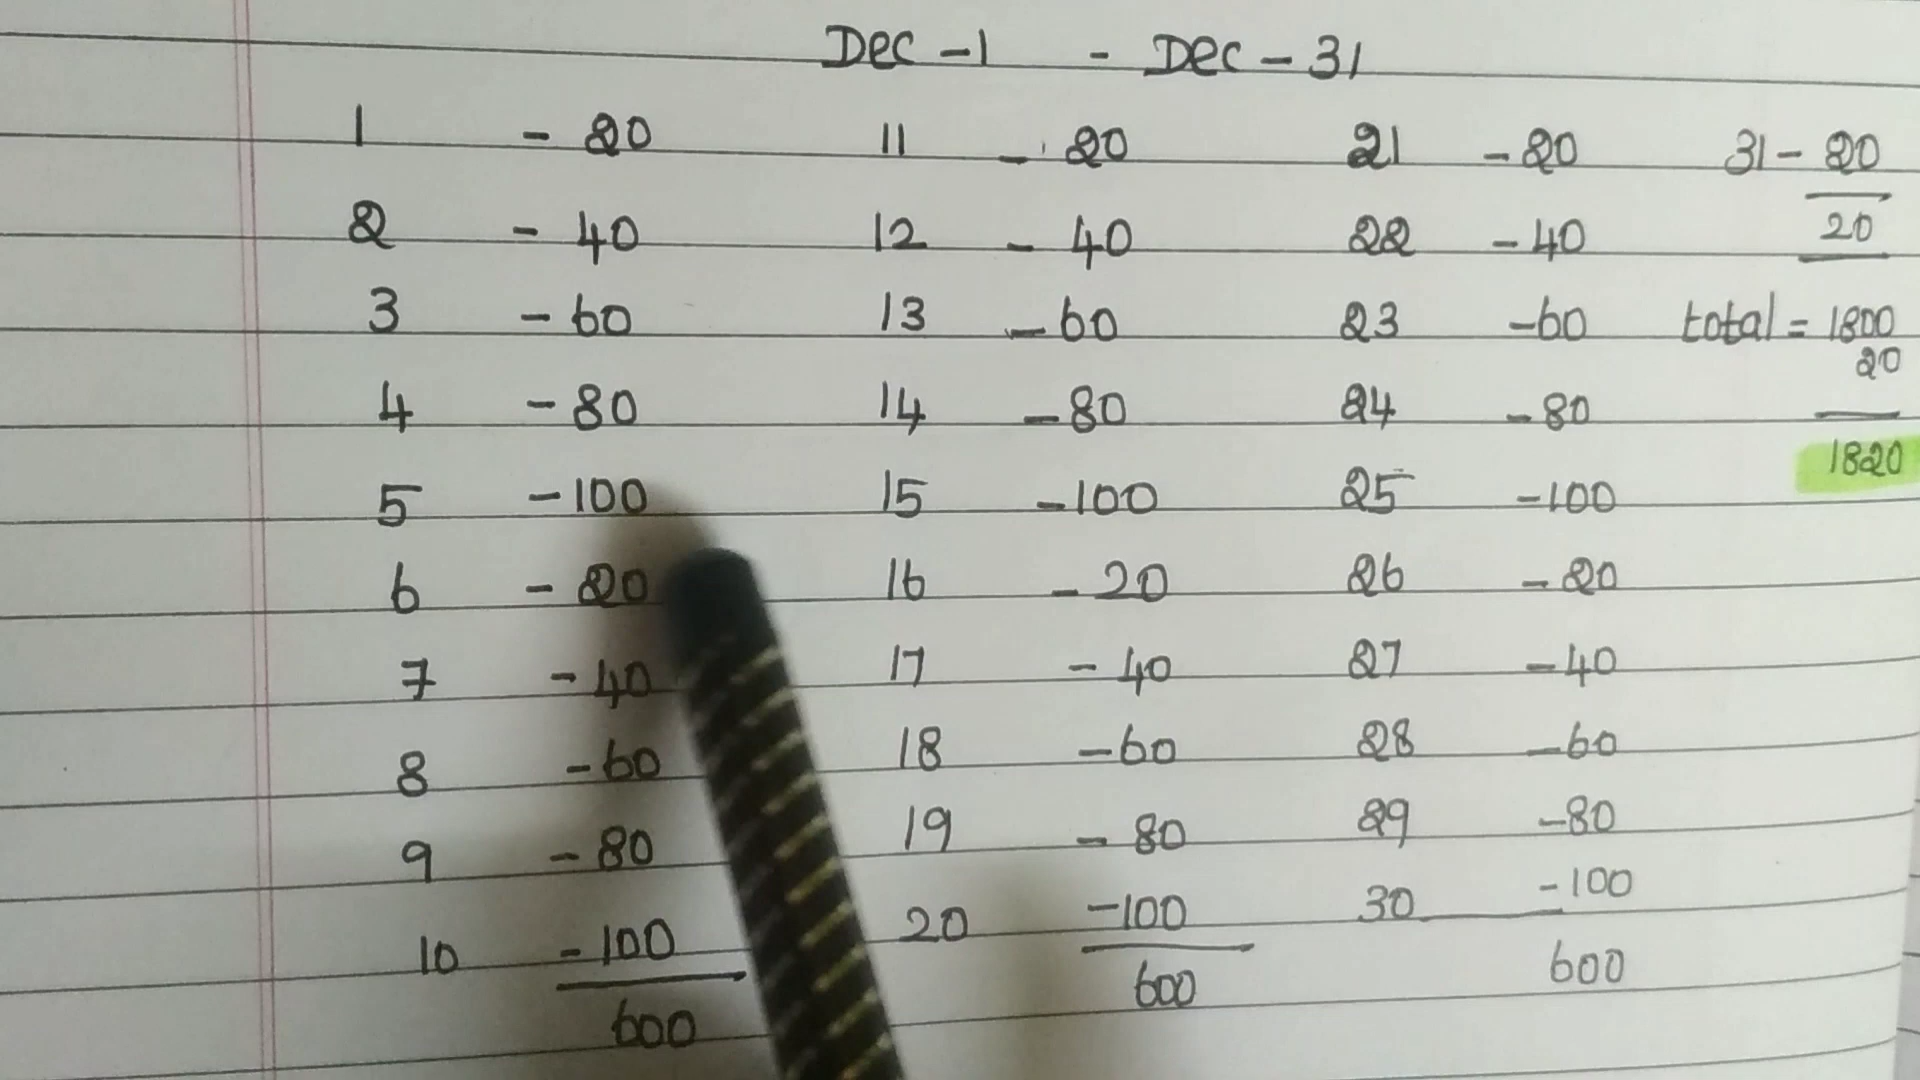 Dec - 1 - Dec - 31
1 - 20 11 - 20 21 - 20 31 - 20
2 - 40 12 - 40 22 - 40 20
3 - 60 13 - 60 23 - 60 total = 1800
20
4 - 80 14 - 80 24 - 80
1820
5 - 100 15 - 100 25 - 100
6 - 20 16 - 20 26 - 20
7 - 40 17 - 40 27 - 40
8 - 60 18 - 60 28 - 60
9 - 80 19 - 80 29 - 80
10 - 100 20 - 100 30 - 100
600 600 600